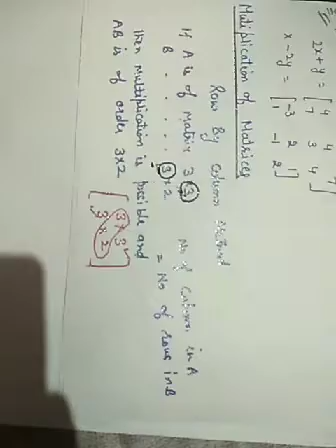 2x+y = [ 4 4 7
7 3 4 ]
x-2y = [ -3 2 1
1 -1 2 ]
Multiplication of Matrices
Row By Column
If A is of Matrix 3 × 3 No of Column in A
B . . . . . 3 × 2 = No of rows in B
then multiplication is possible and
AB is of order 3×2
[ 3 × 3
3 × 2 ]